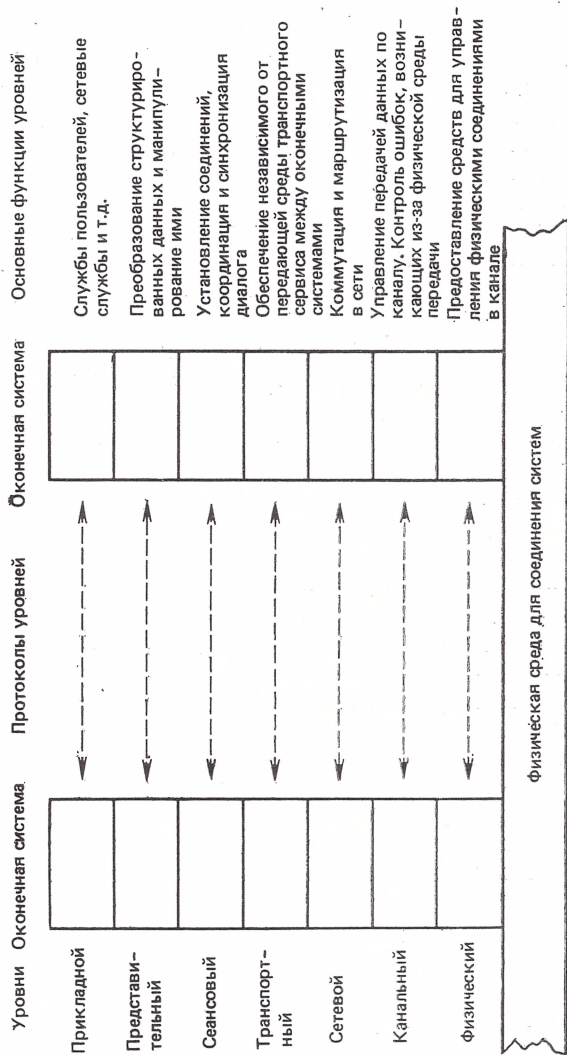 Уровни Оконечная система Протоколы уровней Оконечная система Основные функции уровней
Прикладной
Службы пользователей, сетевые
службы и т.д.
Представи-
тельный
Преобразование структуриро-
ванных данных и манипули-
рование ими
Сеансовый
Установление соединений,
координация и синхронизация
диалога
Транспорт-
ный
Обеспечение независимого от
передающей среды транспортного
сервиса между оконечными
системами
Сетевой
Коммутация и маршрутизация
в сети
Канальный
Управление передачей данных по
каналу. Контроль ошибок, возни-
кающих из-за физической среды
передачи
Физический
Предоставление средств для управ-
ления физическими соединениями
в канале
Физическая среда для соединения систем